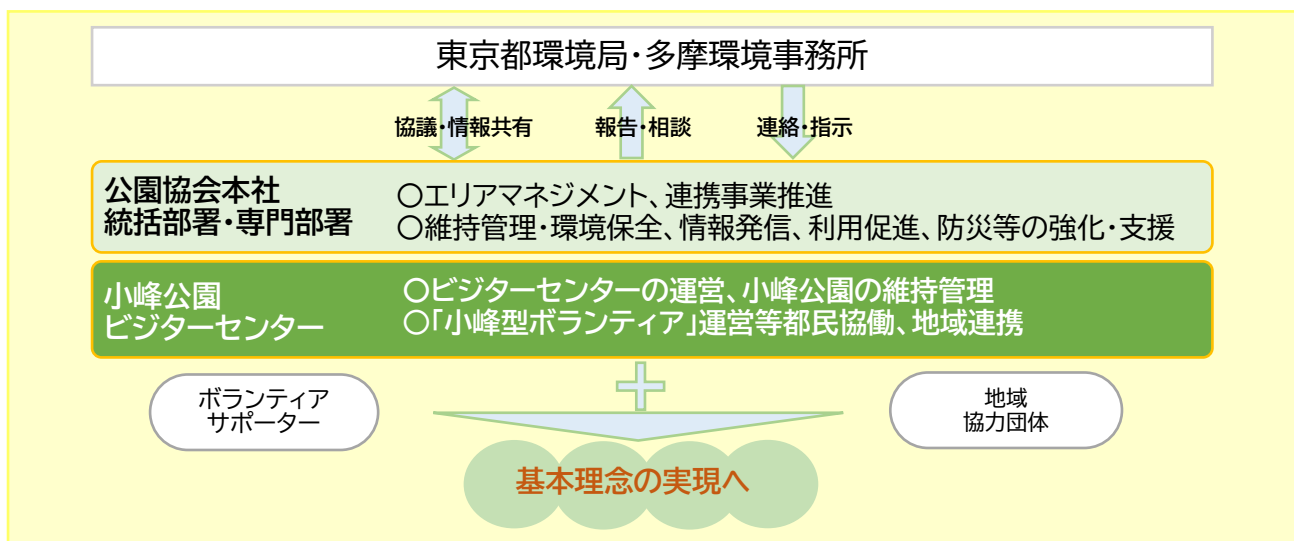 東京都環境局・多摩環境事務所
協議・情報共有
報告・相談
連絡・指示
公園協会本社
統括部署・専門部署
○エリアマネジメント、連携事業推進
○維持管理・環境保全、情報発信、利用促進、防災等の強化・支援
小峰公園
ビジターセンター
○ビジターセンターの運営、小峰公園の維持管理
○「小峰型ボランティア」運営等都民協働、地域連携
ボランティア
サポーター
地域
協力団体
基本理念の実現へ